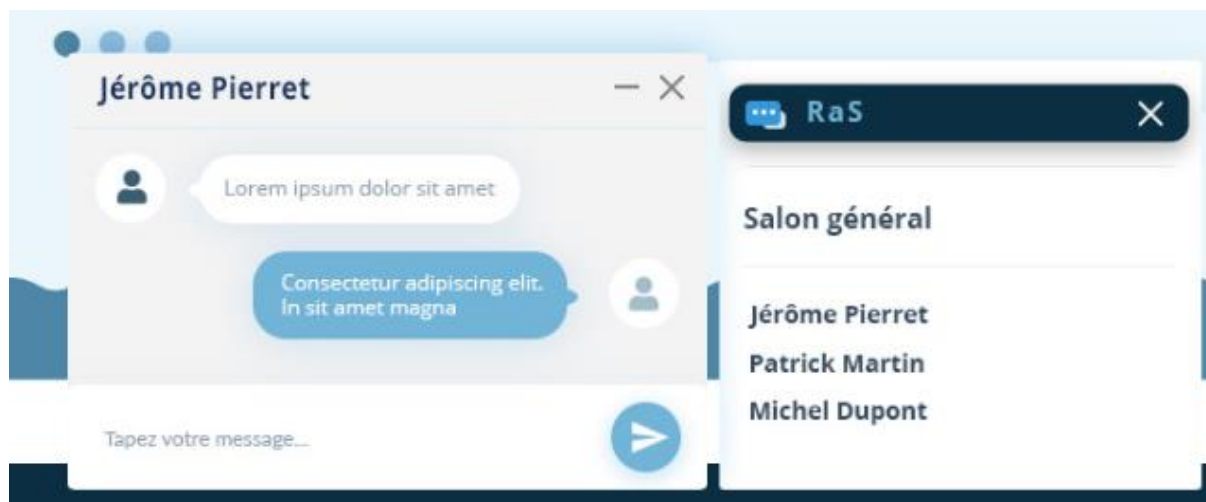 Jérôme Pierret
Lorem ipsum dolor sit amet
Consectetur adipiscing elit.
In sit amet magna
Tapez votre message...
RaS
Salon général
Jérôme Pierret
Patrick Martin
Michel Dupont